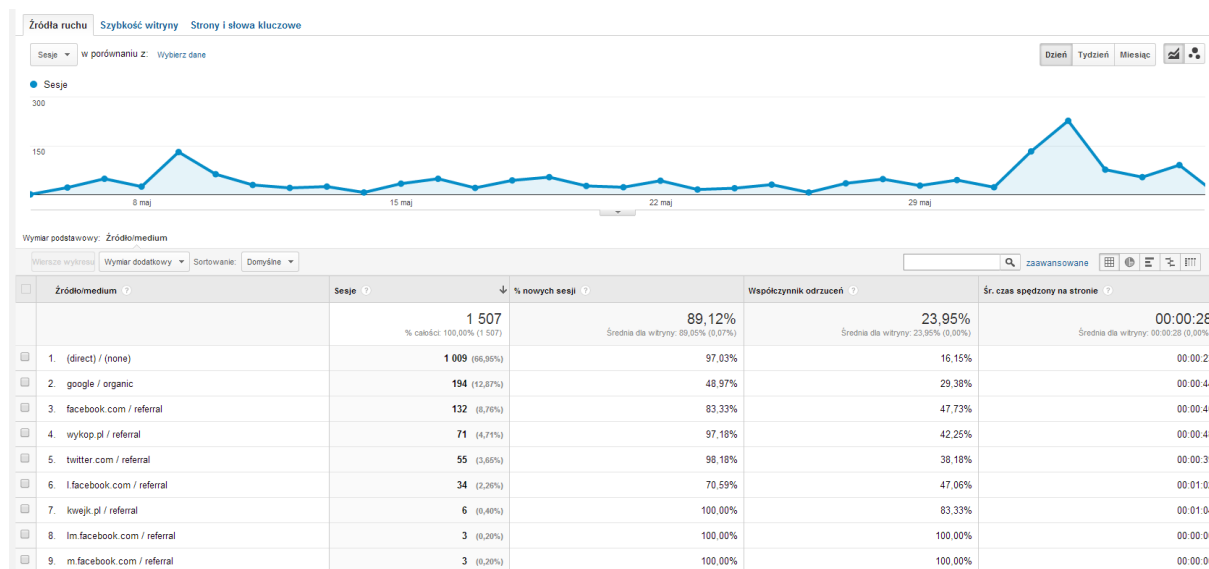 Źródła ruchu Szybkość witryny Strony i słowa kluczowe
Sesje w porównaniu z: Wybierz dane Dzień Tydzień Miesiąc
Sesje
300
150
8 maj 15 maj 22 maj 29 maj
Wymiar podstawowy: Źródło/medium
Wiersze wykresu Wymiar dodatkowy Sortowanie: Domyślne zaawansowane
Źródło/medium ? Sesje ? % nowych sesji ? Współczynnik odrzuceń ? Śr. czas spędzony na stronie ?
1 507 89,12% 23,95% 00:00:28
% całości: 100,00% (1 507) Średnia dla witryny: 89,05% (0,07%) Średnia dla witryny: 23,95% (0,00%) Średnia dla witryny: 00:00:28 (0,00%
1. (direct) / (none) 1 009 (66,95%) 97,03% 16,15%
2. google / organic 194 (12,87%) 48,97% 29,38%
3. facebook.com / referral 132 (8,76%) 83,33% 47,73%
4. wykop.pl / referral 71 (4,71%) 97,18% 42,25%
5. twitter.com / referral 55 (3,65%) 98,18% 38,18%
6. l.facebook.com / referral 34 (2,26%) 70,59% 47,06%
7. kwejk.pl / referral 6 (0,40%) 100,00% 83,33%
8. lm.facebook.com / referral 3 (0,20%) 100,00% 100,00%
9. m.facebook.com / referral 3 (0,20%) 100,00% 100,00%